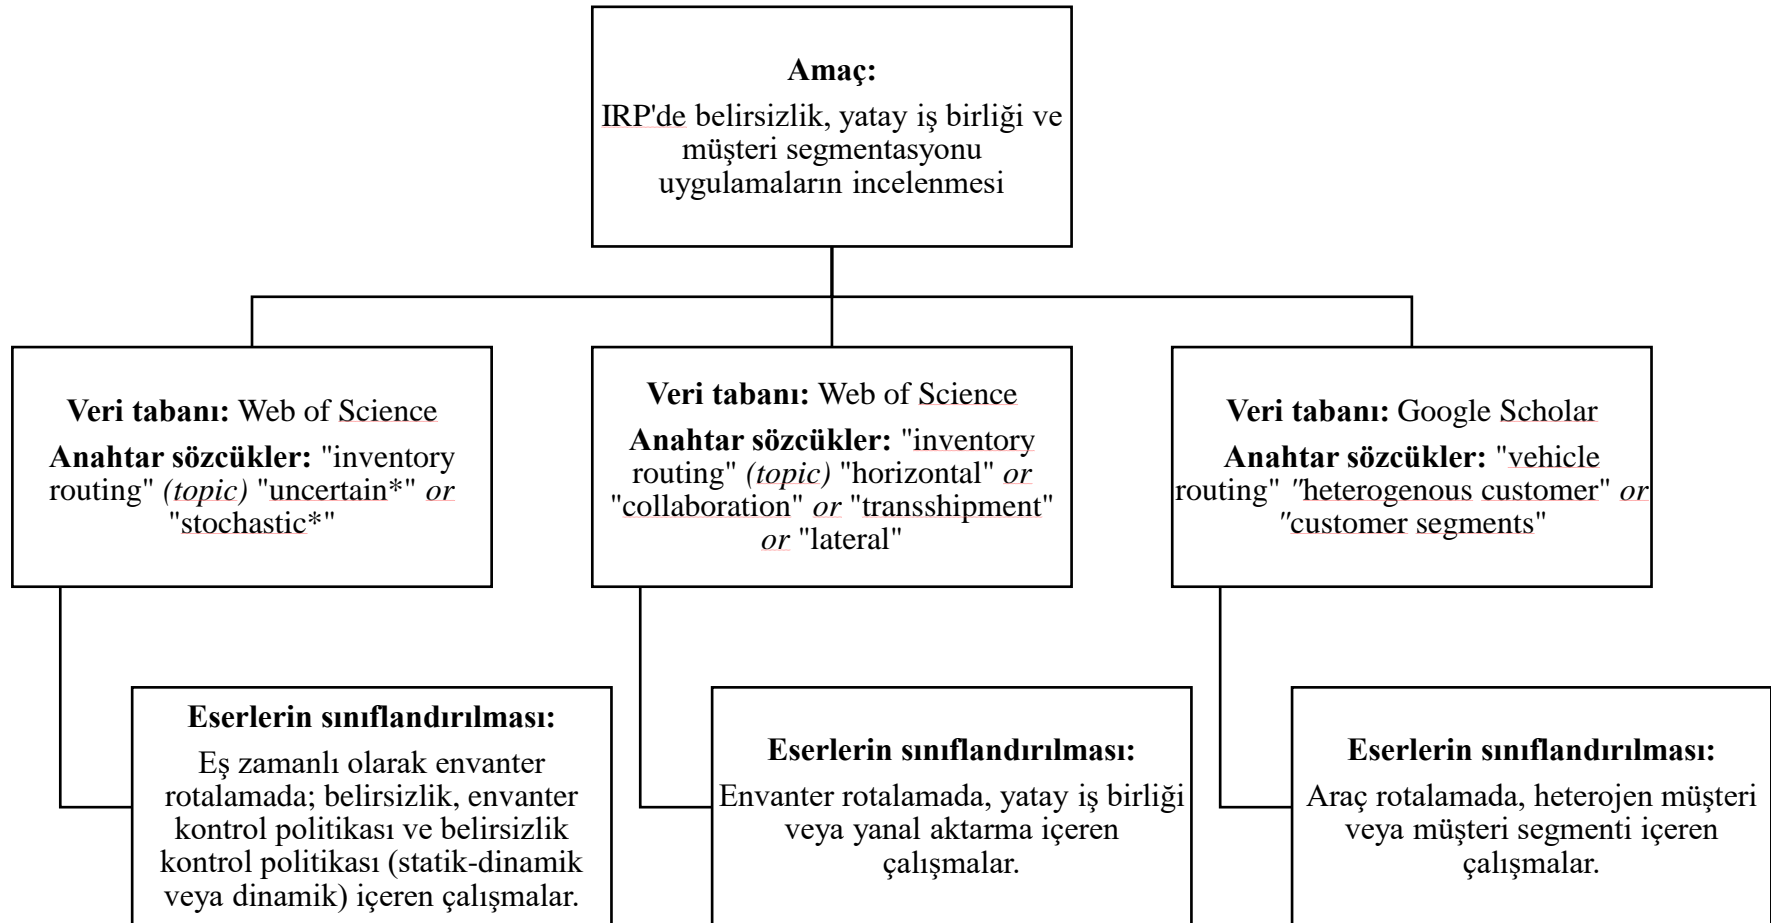 Amaç:
IRP'de belirsizlik, yatay iş birliği ve
müşteri segmentasyonu
uygulamaların incelenmesi
Veri tabanı: Web of Science
Anahtar sözcükler: "inventory
routing" (topic) "uncertain*" or
"stochastic*"
Veri tabanı: Web of Science
Anahtar sözcükler: "inventory
routing" (topic) "horizontal" or
"collaboration" or "transshipment"
or "lateral"
Veri tabanı: Google Scholar
Anahtar sözcükler: "vehicle
routing" "heterogenous customer" or
"customer segments"
Eserlerin sınıflandırılması:
Eş zamanlı olarak envanter
rotalamada; belirsizlik, envanter
kontrol politikası ve belirsizlik
kontrol politikası (statik-dinamik
veya dinamik) içeren çalışmalar.
Eserlerin sınıflandırılması:
Envanter rotalamada, yatay iş birliği
veya yanal aktarma içeren
çalışmalar.
Eserlerin sınıflandırılması:
Araç rotalamada, heterojen müşteri
veya müşteri segmenti içeren
çalışmalar.